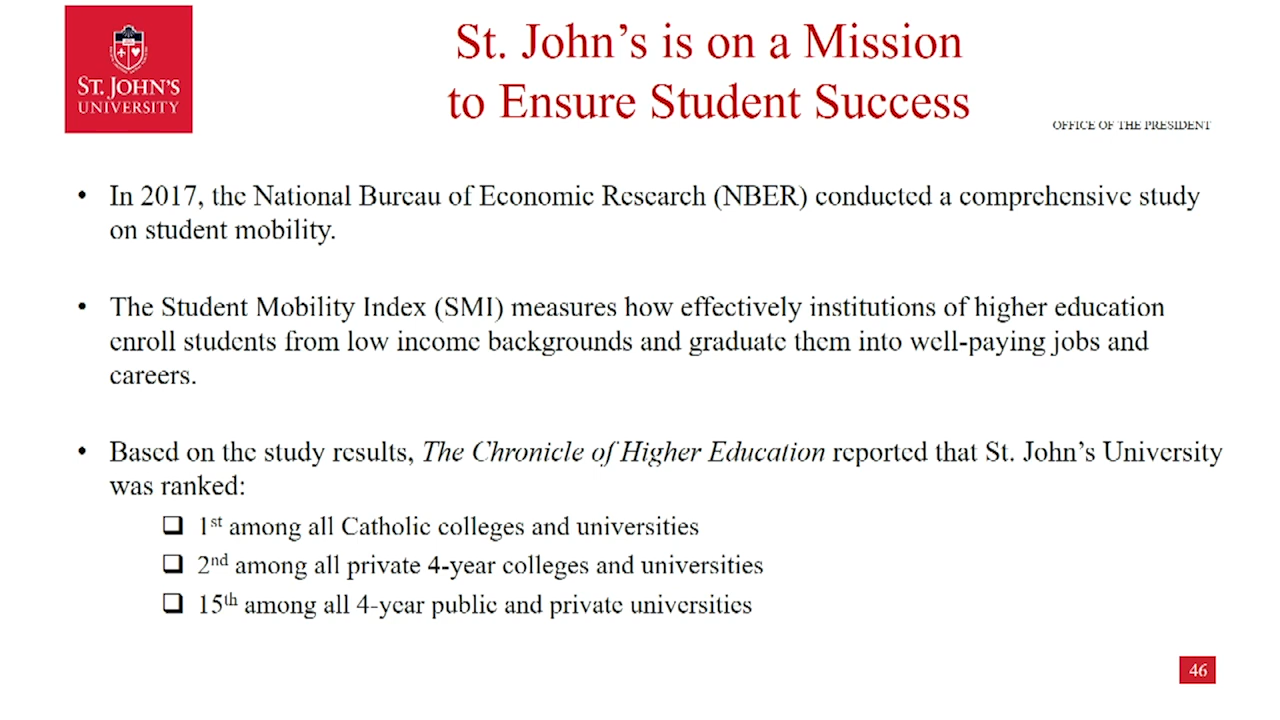 ST. JOHN'S
UNIVERSITY
St. John's is on a Mission
to Ensure Student Success
OFFICE OF THE PRESIDENT
• In 2017, the National Bureau of Economic Research (NBER) conducted a comprehensive study
on student mobility.
• The Student Mobility Index (SMI) measures how effectively institutions of higher education
enroll students from low income backgrounds and graduate them into well-paying jobs and
careers.
• Based on the study results, The Chronicle of Higher Education reported that St. John's University
was ranked:
❑ 1st among all Catholic colleges and universities
❑ 2nd among all private 4-year colleges and universities
❑ 15th among all 4-year public and private universities
46